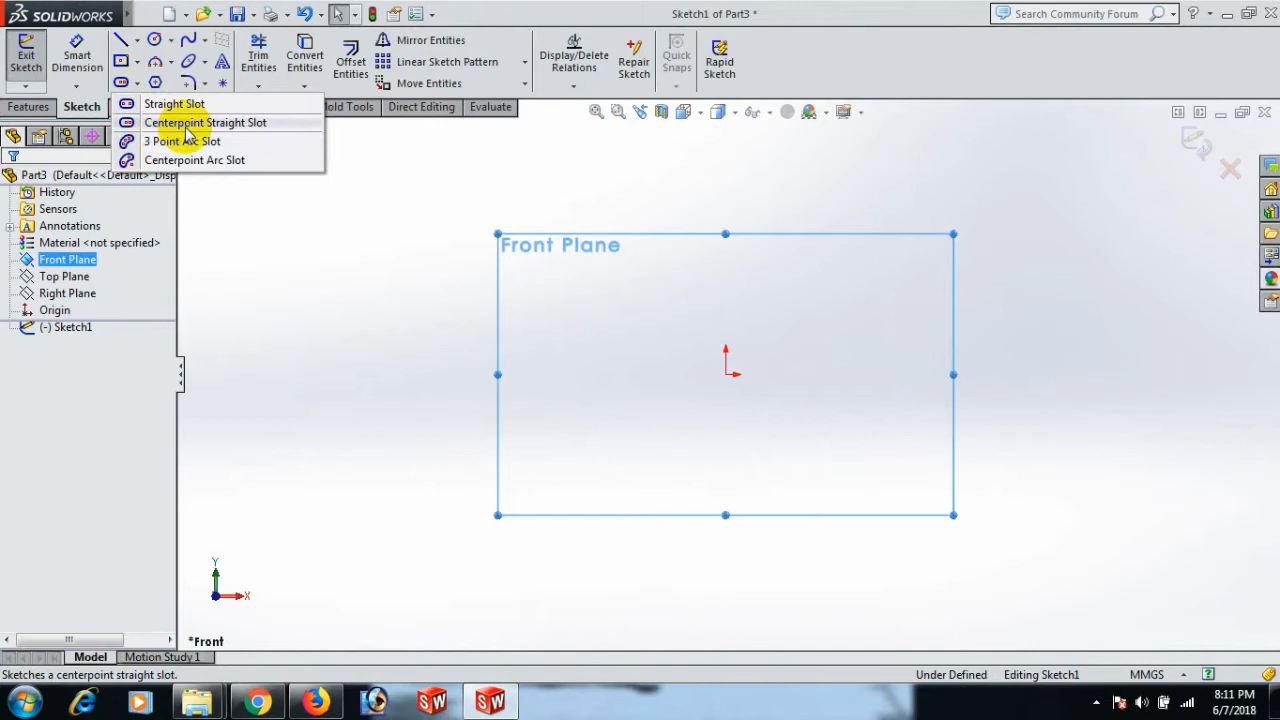 SOLIDWORKS
Sketch1 of Part3 *
Search Community Forum
Exit Sketch
Smart Dimension
Trim Entities
Convert Entities
Offset Entities
Mirror Entities
Linear Sketch Pattern
Move Entities
Display/Delete Relations
Repair Sketch
Quick Snaps
Rapid Sketch
Features
Sketch
Mold Tools
Direct Editing
Evaluate
Straight Slot
Centerpoint Straight Slot
3 Point Arc Slot
Centerpoint Arc Slot
Part3 (Default<<Default>_Disp
History
Sensors
Annotations
Material <not specified>
Front Plane
Top Plane
Right Plane
Origin
(-) Sketch1
Front Plane
Y
X
*Front
Model
Motion Study 1
Sketches a centerpoint straight slot.
Under Defined
Editing Sketch1
MMGS
8:11 PM
6/7/2018